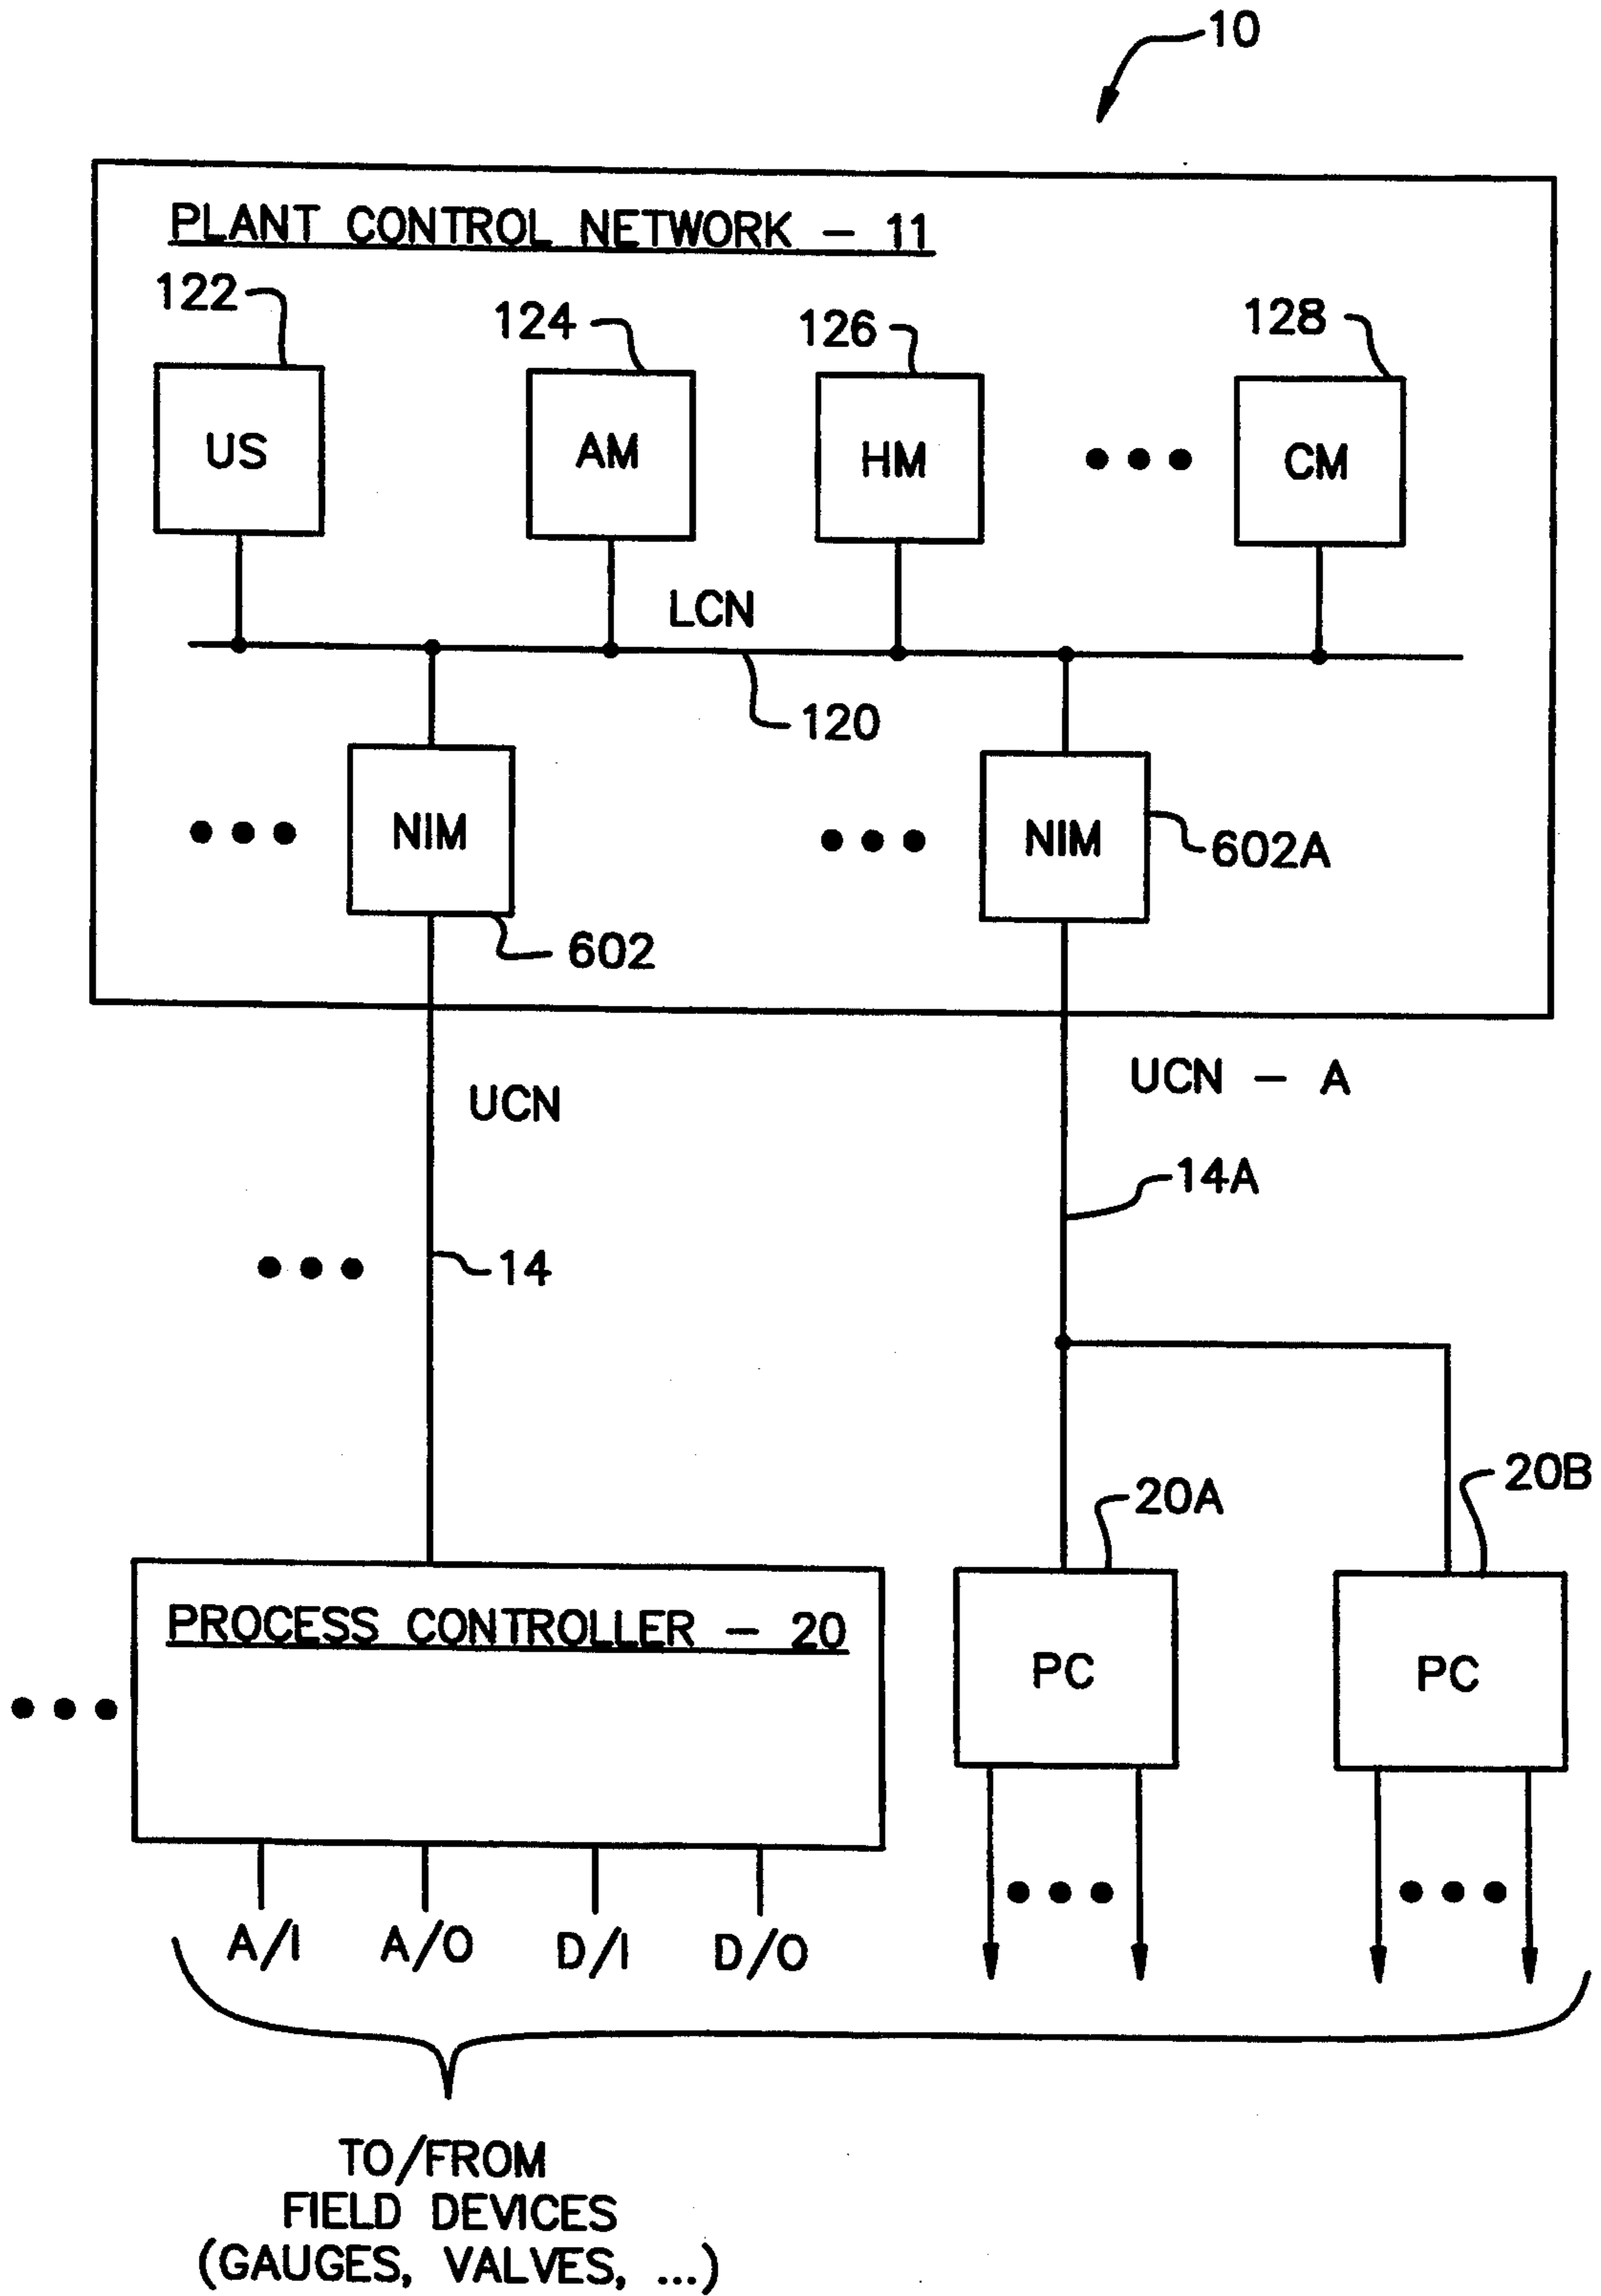 10
PLANT CONTROL NETWORK - 11
122
124
126
128
US
AM
HM
CM
LCN
120
NIM
NIM
602A
602
UCN - A
UCN
14A
14
20A
20B
PROCESS CONTROLLER - 20
PC
PC
A/I
A/O
D/I
D/O
TO/FROM
FIELD DEVICES
(GAUGES, VALVES, ...)